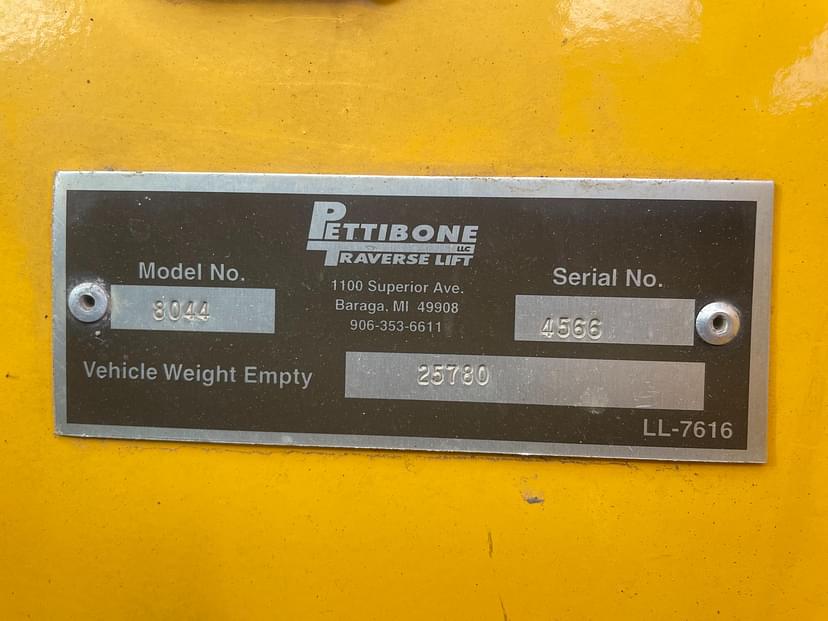 PETTIBONE
LLC
TRAVERSE LIFT
1100 Superior Ave.
Baraga, MI 49908
906-353-6611
Model No.
8044
Serial No.
4566
Vehicle Weight Empty
25780
LL-7616